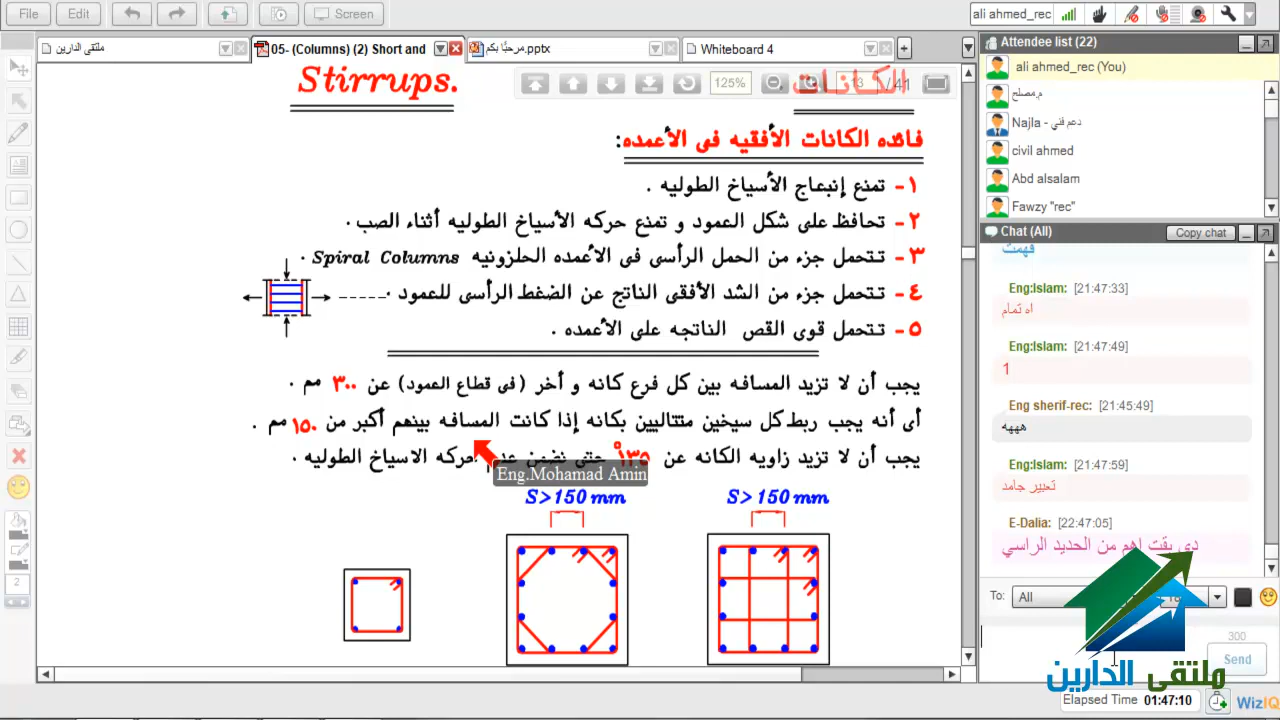 File
Edit
Screen
ali ahmed_rec
ملتقى الدارين
05- (Columns) (2) Short and
مرحبًا بكم.pptx
Whiteboard 4
Stirrups.
125%
13 / 41
الكانات
فائده الكانات الأفقيه فى الأعمده:
١- تمنع إنبعاج الأسياخ الطوليه .
٢- تحافظ على شكل العمود و تمنع حركه الأسياخ الطوليه أثناء الصب .
٣- تتحمل جزء من الحمل الرأسى فى الأعمده الحلزونيه Spiral Columns .
٤- تتحمل جزء من الشد الأفقى الناتج عن الضغط الرأسى للعمود .
٥- تتحمل قوى القص الناتجه على الأعمده .
يجب أن لا تزيد المسافه بين كل فرع كانه و أخر (فى قطاع العمود) عن ٣٠٠ مم .
أى أنه يجب ربط كل سيخين متتاليين بكانه إذا كانت المسافه بينهم أكبر من ١٥٠ مم .
يجب أن لا تزيد زاويه الكانه عن ١٣٥° حتى نضمن عدم حركه الاسياخ الطوليه .
Eng.Mohamad Amin
S>150 mm
S>150 mm
2
Attendee list (22)
ali ahmed_rec (You)
م.مصلح
Najla - دعم فني
civil ahmed
Abd alsalam
Fawzy "rec"
Chat (All)
Copy chat
فهمت
Eng:Islam: [21:47:33]
اه تمام
Eng:Islam: [21:47:49]
1
Eng sherif-rec: [21:45:49]
هههه
Eng:Islam: [21:47:59]
تعبير جامد
E-Dalia: [22:47:05]
دي بقت اهم من الحديد الراسي
To:
All
300
Send
ملتقى الدارين
Elapsed Time 01:47:10
WizIQ